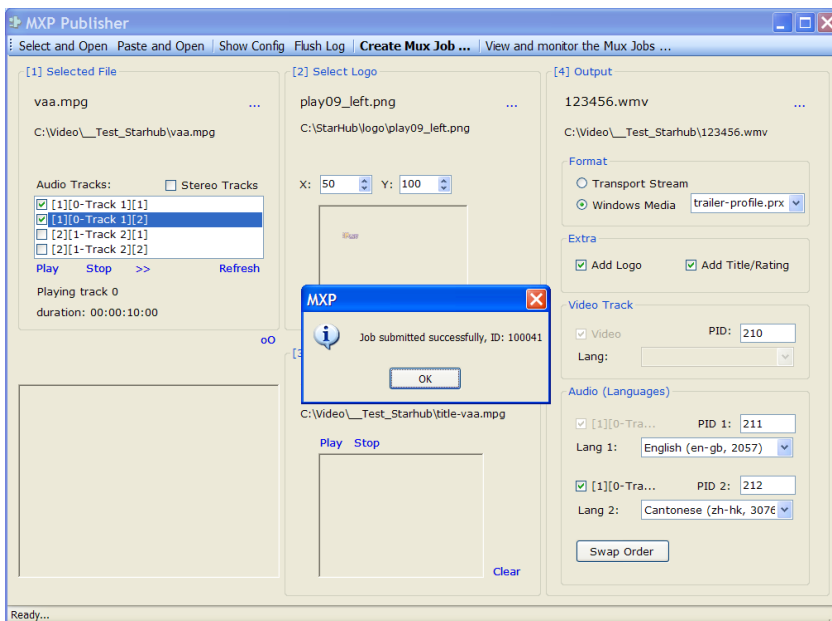 MXP Publisher
Select and Open Paste and Open Show Config Flush Log Create Mux Job ... View and monitor the Mux Jobs ...
[1] Selected File
vaa.mpg ...
C:\Video\__Test_Starhub\vaa.mpg
Audio Tracks: Stereo Tracks
[1][0-Track 1][1]
[1][0-Track 1][2]
[2][1-Track 2][1]
[2][1-Track 2][2]
Play Stop >> Refresh
Playing track 0
duration: 00:00:10:00
oO
[2] Select Logo
play09_left.png ...
C:\StarHub\logo\play09_left.png
X: 50 Y: 100
MXP
Job submitted successfully, ID: 100041
OK
[3
C:\Video\__Test_Starhub\title-vaa.mpg
Play Stop
Clear
[4] Output
123456.wmv ...
C:\Video\__Test_Starhub\123456.wmv
Format
Transport Stream
Windows Media trailer-profile.prx
Extra
Add Logo Add Title/Rating
Video Track
Video PID: 210
Lang:
Audio (Languages)
[1][0-Tra... PID 1: 211
Lang 1: English (en-gb, 2057)
[1][0-Tra... PID 2: 212
Lang 2: Cantonese (zh-hk, 3076
Swap Order
Ready...